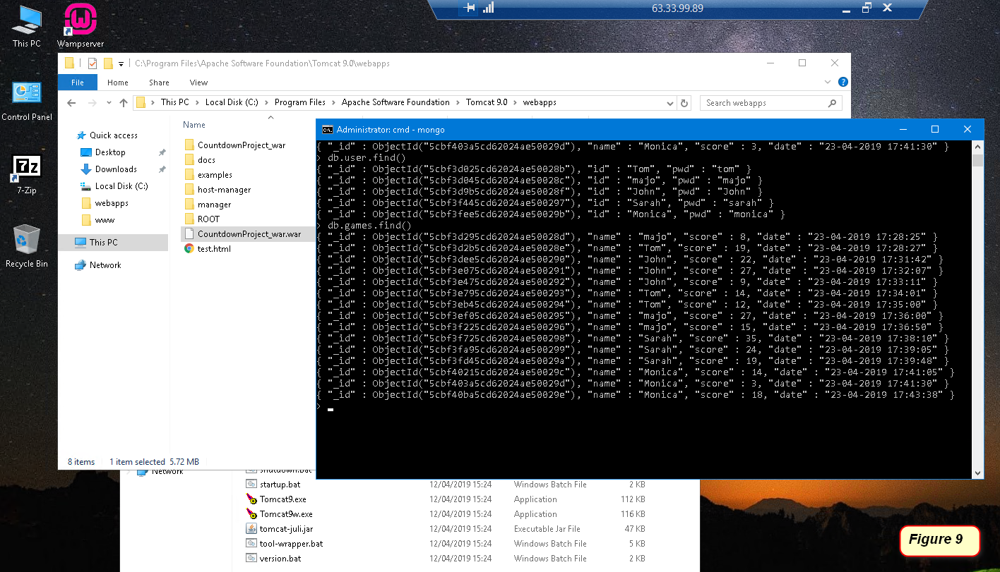 63.33.99.89
This PC
Wampserver
Control Panel
7-Zip
Recycle Bin
C:\Program Files\Apache Software Foundation\Tomcat 9.0\webapps
File Home Share View
This PC Local Disk (C:) Program Files Apache Software Foundation Tomcat 9.0 webapps
Search webapps
Quick access
Desktop
Downloads
Local Disk (C:)
webapps
www
This PC
Network
Name
CountdownProject_war
docs
examples
host-manager
manager
ROOT
CountdownProject_war.war
test.html
8 items 1 item selected 5.72 MB
Administrator: cmd - mongo
{ "_id" : ObjectId("5cbf403a5cd62024ae50029d"), "name" : "Monica", "score" : 3, "date" : "23-04-2019 17:41:30" }
> db.user.find()
{ "_id" : ObjectId("5cbf3d025cd62024ae50028b"), "id" : "Tom", "pwd" : "tom" }
{ "_id" : ObjectId("5cbf3d045cd62024ae50028c"), "id" : "majo", "pwd" : "majo" }
{ "_id" : ObjectId("5cbf3d9b5cd62024ae50028f"), "id" : "John", "pwd" : "John" }
{ "_id" : ObjectId("5cbf3f445cd62024ae500297"), "id" : "Sarah", "pwd" : "sarah" }
{ "_id" : ObjectId("5cbf3fee5cd62024ae50029b"), "id" : "Monica", "pwd" : "monica" }
> db.games.find()
{ "_id" : ObjectId("5cbf3d295cd62024ae50028d"), "name" : "majo", "score" : 8, "date" : "23-04-2019 17:28:25" }
{ "_id" : ObjectId("5cbf3d2b5cd62024ae50028e"), "name" : "Tom", "score" : 19, "date" : "23-04-2019 17:28:27" }
{ "_id" : ObjectId("5cbf3dee5cd62024ae500290"), "name" : "John", "score" : 22, "date" : "23-04-2019 17:31:42" }
{ "_id" : ObjectId("5cbf3e075cd62024ae500291"), "name" : "John", "score" : 27, "date" : "23-04-2019 17:32:07" }
{ "_id" : ObjectId("5cbf3e475cd62024ae500292"), "name" : "John", "score" : 9, "date" : "23-04-2019 17:33:11" }
{ "_id" : ObjectId("5cbf3e795cd62024ae500293"), "name" : "Tom", "score" : 14, "date" : "23-04-2019 17:34:01" }
{ "_id" : ObjectId("5cbf3eb45cd62024ae500294"), "name" : "Tom", "score" : 12, "date" : "23-04-2019 17:35:00" }
{ "_id" : ObjectId("5cbf3ef05cd62024ae500295"), "name" : "majo", "score" : 27, "date" : "23-04-2019 17:36:00" }
{ "_id" : ObjectId("5cbf3f225cd62024ae500296"), "name" : "majo", "score" : 15, "date" : "23-04-2019 17:36:50" }
{ "_id" : ObjectId("5cbf3f725cd62024ae500298"), "name" : "Sarah", "score" : 35, "date" : "23-04-2019 17:38:10" }
{ "_id" : ObjectId("5cbf3fa95cd62024ae500299"), "name" : "Sarah", "score" : 24, "date" : "23-04-2019 17:39:05" }
{ "_id" : ObjectId("5cbf3fd45cd62024ae50029a"), "name" : "Sarah", "score" : 19, "date" : "23-04-2019 17:39:48" }
{ "_id" : ObjectId("5cbf40215cd62024ae50029c"), "name" : "Monica", "score" : 14, "date" : "23-04-2019 17:41:05" }
{ "_id" : ObjectId("5cbf403a5cd62024ae50029d"), "name" : "Monica", "score" : 3, "date" : "23-04-2019 17:41:30" }
{ "_id" : ObjectId("5cbf40ba5cd62024ae50029e"), "name" : "Monica", "score" : 18, "date" : "23-04-2019 17:43:38" }
>
Network
shutdown.bat
startup.bat 12/04/2019 15:24 Windows Batch File 2 KB
Tomcat9.exe 12/04/2019 15:24 Application 112 KB
Tomcat9w.exe 12/04/2019 15:24 Application 116 KB
tomcat-juli.jar 12/04/2019 15:24 Executable Jar File 47 KB
tool-wrapper.bat 12/04/2019 15:24 Windows Batch File 5 KB
version.bat 12/04/2019 15:24 Windows Batch File 2 KB
Figure 9